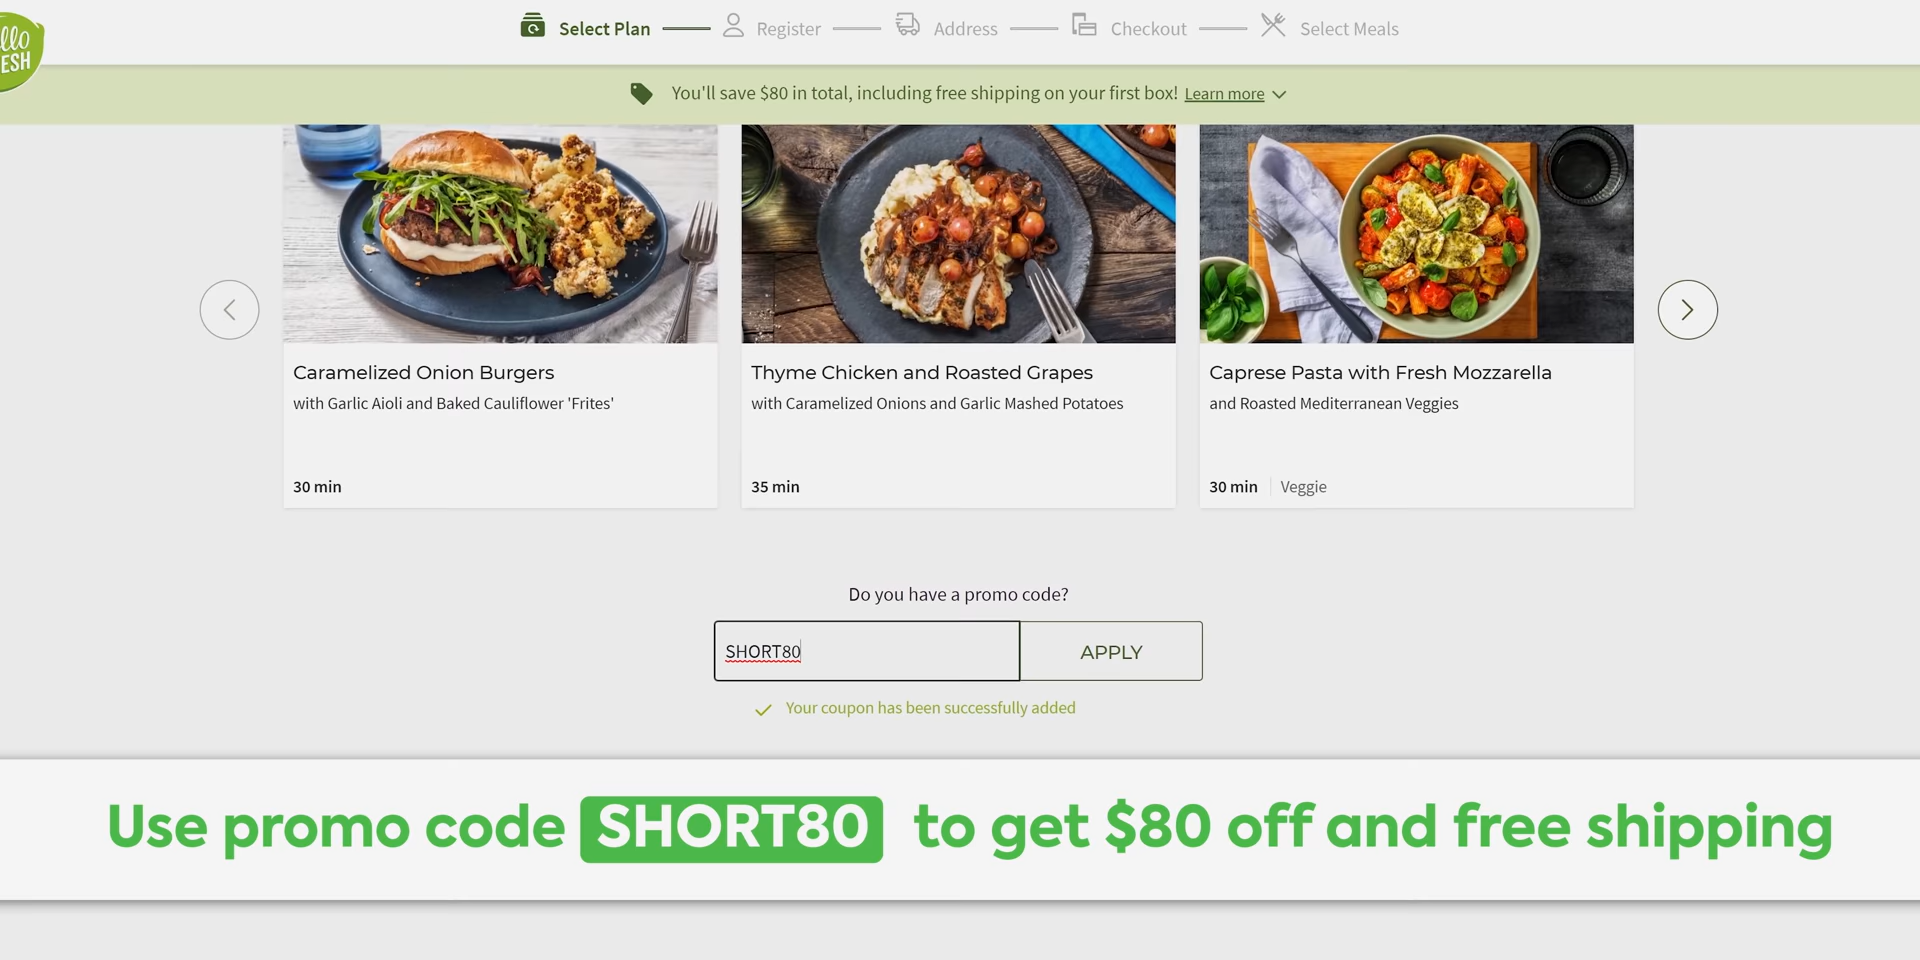 Select Plan
Register
Address
Checkout
Select Meals
You'll save $80 in total, including free shipping on your first box! Learn more
Caramelized Onion Burgers
with Garlic Aioli and Baked Cauliflower 'Frites'
30 min
Thyme Chicken and Roasted Grapes
with Caramelized Onions and Garlic Mashed Potatoes
35 min
Caprese Pasta with Fresh Mozzarella
and Roasted Mediterranean Veggies
30 min Veggie
Do you have a promo code?
SHORT80 APPLY
Your coupon has been successfully added
Use promo code SHORT80 to get $80 off and free shipping